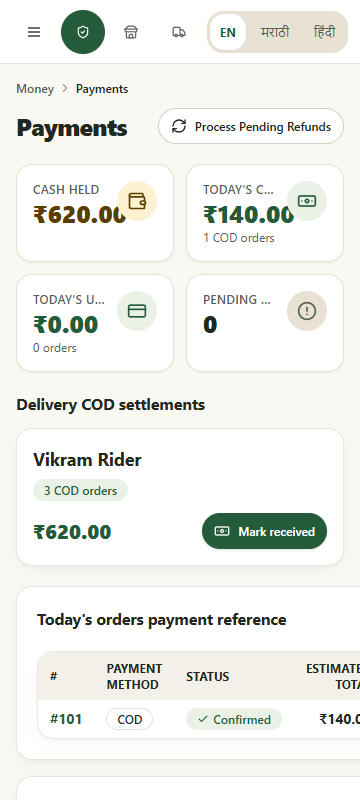 EN मराठी हिंदी
Money > Payments
Payments
Process Pending Refunds
CASH HELD
₹620.00
TODAY'S C...
₹140.00
1 COD orders
TODAY'S U...
₹0.00
0 orders
PENDING ...
0
Delivery COD settlements
Vikram Rider
3 COD orders
₹620.00
Mark received
Today's orders payment reference
# PAYMENT METHOD STATUS ESTIMATE TOTA
#101 COD Confirmed ₹140.0